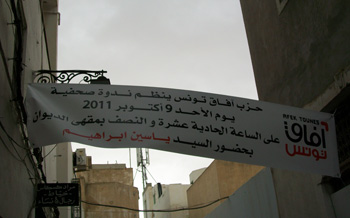 حزب آفاق تونس ينظم ندوة صحفية
يوم الأحد 9 أكتوبر 2011
على الساعة الحادية عشرة و النصف بمقهى الديوان
بحضور السيد ياسين ابراهيم
AFEK TOUNES
آفاق
تونس